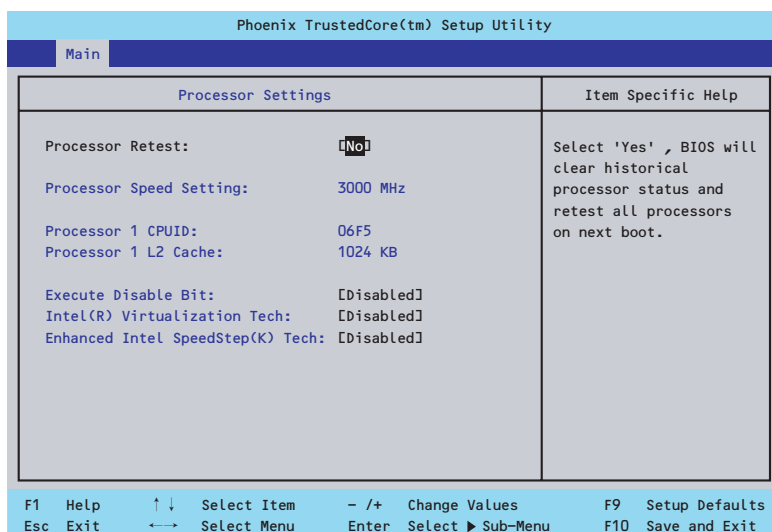 Phoenix TrustedCore(tm) Setup Utility
Main
Processor Settings
Item Specific Help
Processor Retest: [No]
Processor Speed Setting: 3000 MHz
Processor 1 CPUID: 06F5
Processor 1 L2 Cache: 1024 KB
Execute Disable Bit: [Disabled]
Intel(R) Virtualization Tech: [Disabled]
Enhanced Intel SpeedStep(K) Tech: [Disabled]
Select 'Yes' , BIOS will
clear historical
processor status and
retest all processors
on next boot.
F1 Help ↑↓ Select Item - /+ Change Values F9 Setup Defaults
Esc Exit ←→ Select Menu Enter Select ▶ Sub-Menu F10 Save and Exit